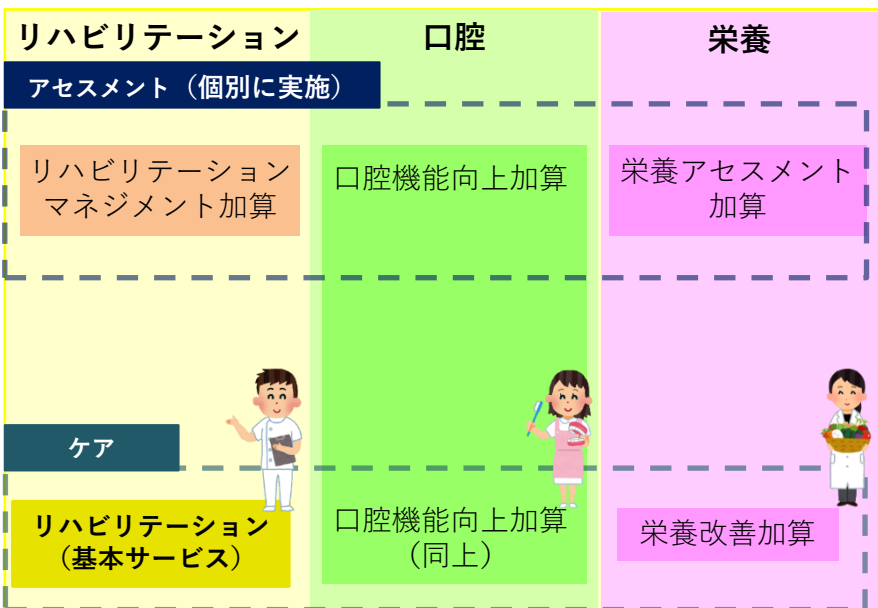 リハビリテーション
口腔
栄養
アセスメント（個別に実施）
リハビリテーション
マネジメント加算
口腔機能向上加算
栄養アセスメント
加算
ケア
リハビリテーション
（基本サービス）
口腔機能向上加算
（同上）
栄養改善加算